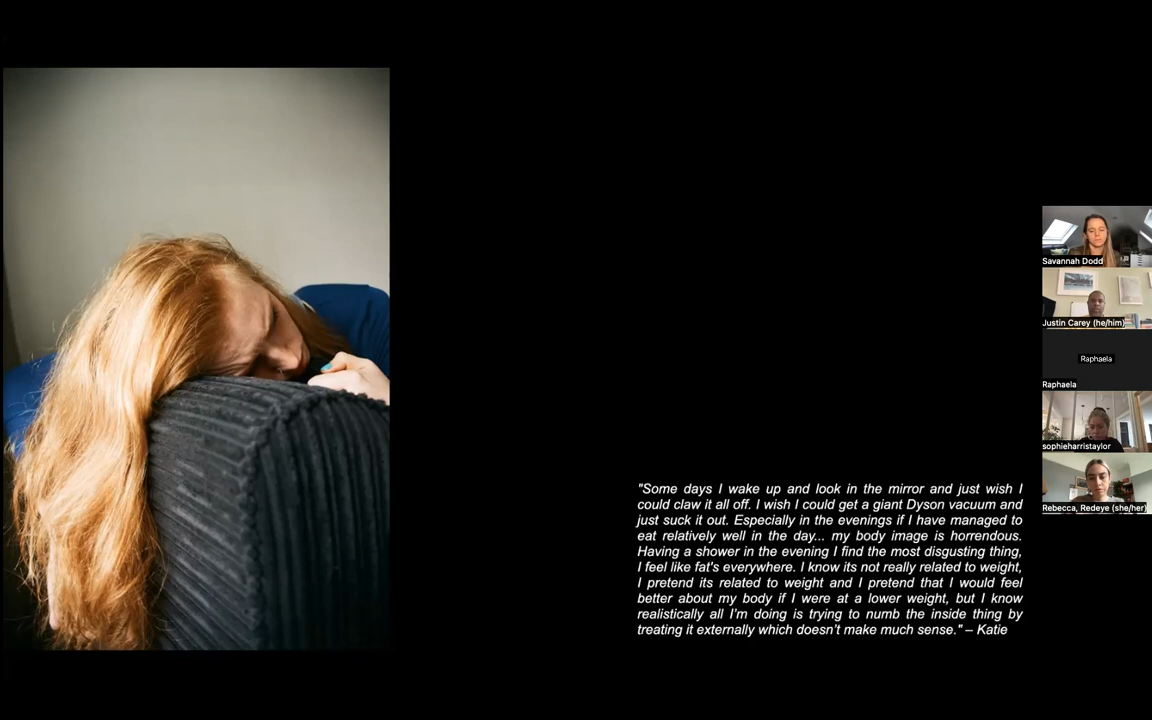 "Some days I wake up and look in the mirror and just wish I
could claw it all off. I wish I could get a giant Dyson vacuum and
just suck it out. Especially in the evenings if I have managed to
eat relatively well in the day... my body image is horrendous.
Having a shower in the evening I find the most disgusting thing,
I feel like fat's everywhere. I know its not really related to weight,
I pretend its related to weight and I pretend that I would feel
better about my body if I were at a lower weight, but I know
realistically all I'm doing is trying to numb the inside thing by
treating it externally which doesn't make much sense." – Katie
Savannah Dodd
Justin Carey (he/him)
Raphaela
Raphaela
sophieharristaylor
Rebecca, Redeye (she/her)